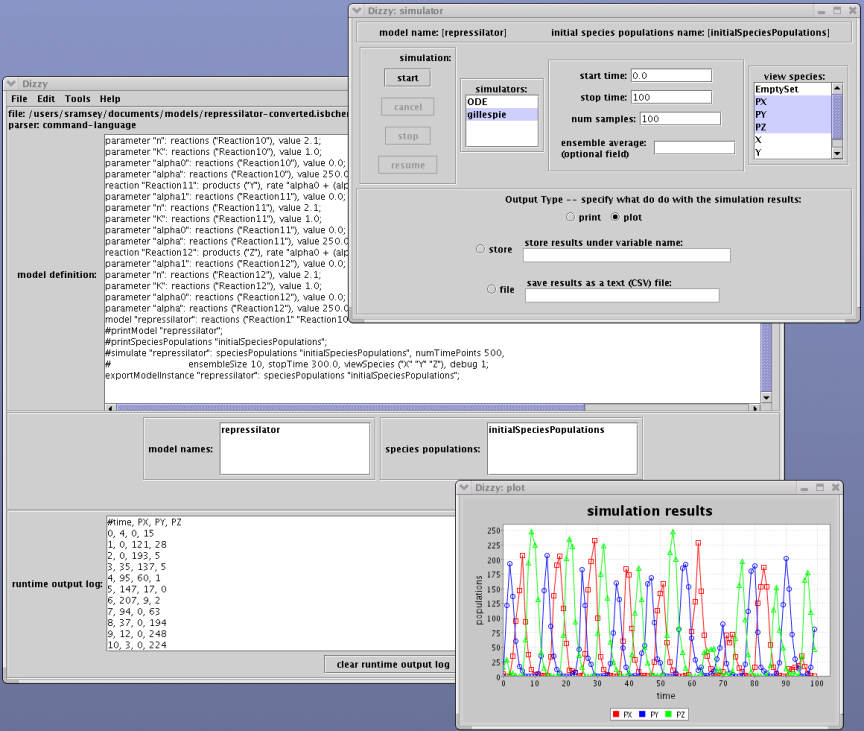 Dizzy: simulator
model name: [repressilator]
initial species populations name: [initialSpeciesPopulations]
simulation:
start
cancel
stop
resume
simulators:
ODE
gillespie
start time: 0.0
stop time: 100
num samples: 100
ensemble average:
(optional field)
view species:
EmptySet
PX
PY
PZ
X
Y
Output Type -- specify what do do with the simulation results:
print
plot
store
store results under variable name:
file
save results as a text (CSV) file:
Dizzy
File Edit Tools Help
file: /users/sramsey/documents/models/repressilator-converted.isbchem
parser: command-language
model definition:
parameter "n": reactions ("Reaction10"), value 2.1;
parameter "K": reactions ("Reaction10"), value 1.0;
parameter "alpha0": reactions ("Reaction10"), value 0.0;
parameter "alpha": reactions ("Reaction10"), value 250.0
reaction "Reaction11": products ("Y"), rate "alpha0 + (alp
parameter "alpha1": reactions ("Reaction11"), value 0.0;
parameter "n": reactions ("Reaction11"), value 2.1;
parameter "K": reactions ("Reaction11"), value 1.0;
parameter "alpha0": reactions ("Reaction11"), value 0.0;
parameter "alpha": reactions ("Reaction11"), value 250.0
reaction "Reaction12": products ("Z"), rate "alpha0 + (alp
parameter "alpha1": reactions ("Reaction12"), value 0.0;
parameter "n": reactions ("Reaction12"), value 2.1;
parameter "K": reactions ("Reaction12"), value 1.0;
parameter "alpha0": reactions ("Reaction12"), value 0.0;
parameter "alpha": reactions ("Reaction12"), value 250.0
model "repressilator": reactions ("Reaction1" "Reaction10
#printModel "repressilator";
#printSpeciesPopulations "initialSpeciesPopulations";
#simulate "repressilator": speciesPopulations "initialSpeciesPopulations", numTimePoints 500,
# ensembleSize 10, stopTime 300.0, viewSpecies ("X" "Y" "Z"), debug 1;
exportModelInstance "repressilator": speciesPopulations "initialSpeciesPopulations";
model names:
repressilator
species populations:
initialSpeciesPopulations
runtime output log:
#time, PX, PY, PZ
0, 4, 0, 15
1, 0, 121, 28
2, 0, 193, 5
3, 35, 137, 5
4, 95, 60, 1
5, 147, 17, 0
6, 207, 9, 2
7, 94, 0, 63
8, 37, 0, 194
9, 12, 0, 248
10, 3, 0, 224
clear runtime output log
Dizzy: plot
simulation results
populations
250
225
200
175
150
125
100
75
50
25
0
0 10 20 30 40 50 60 70 80 90 100
time
PX PY PZ